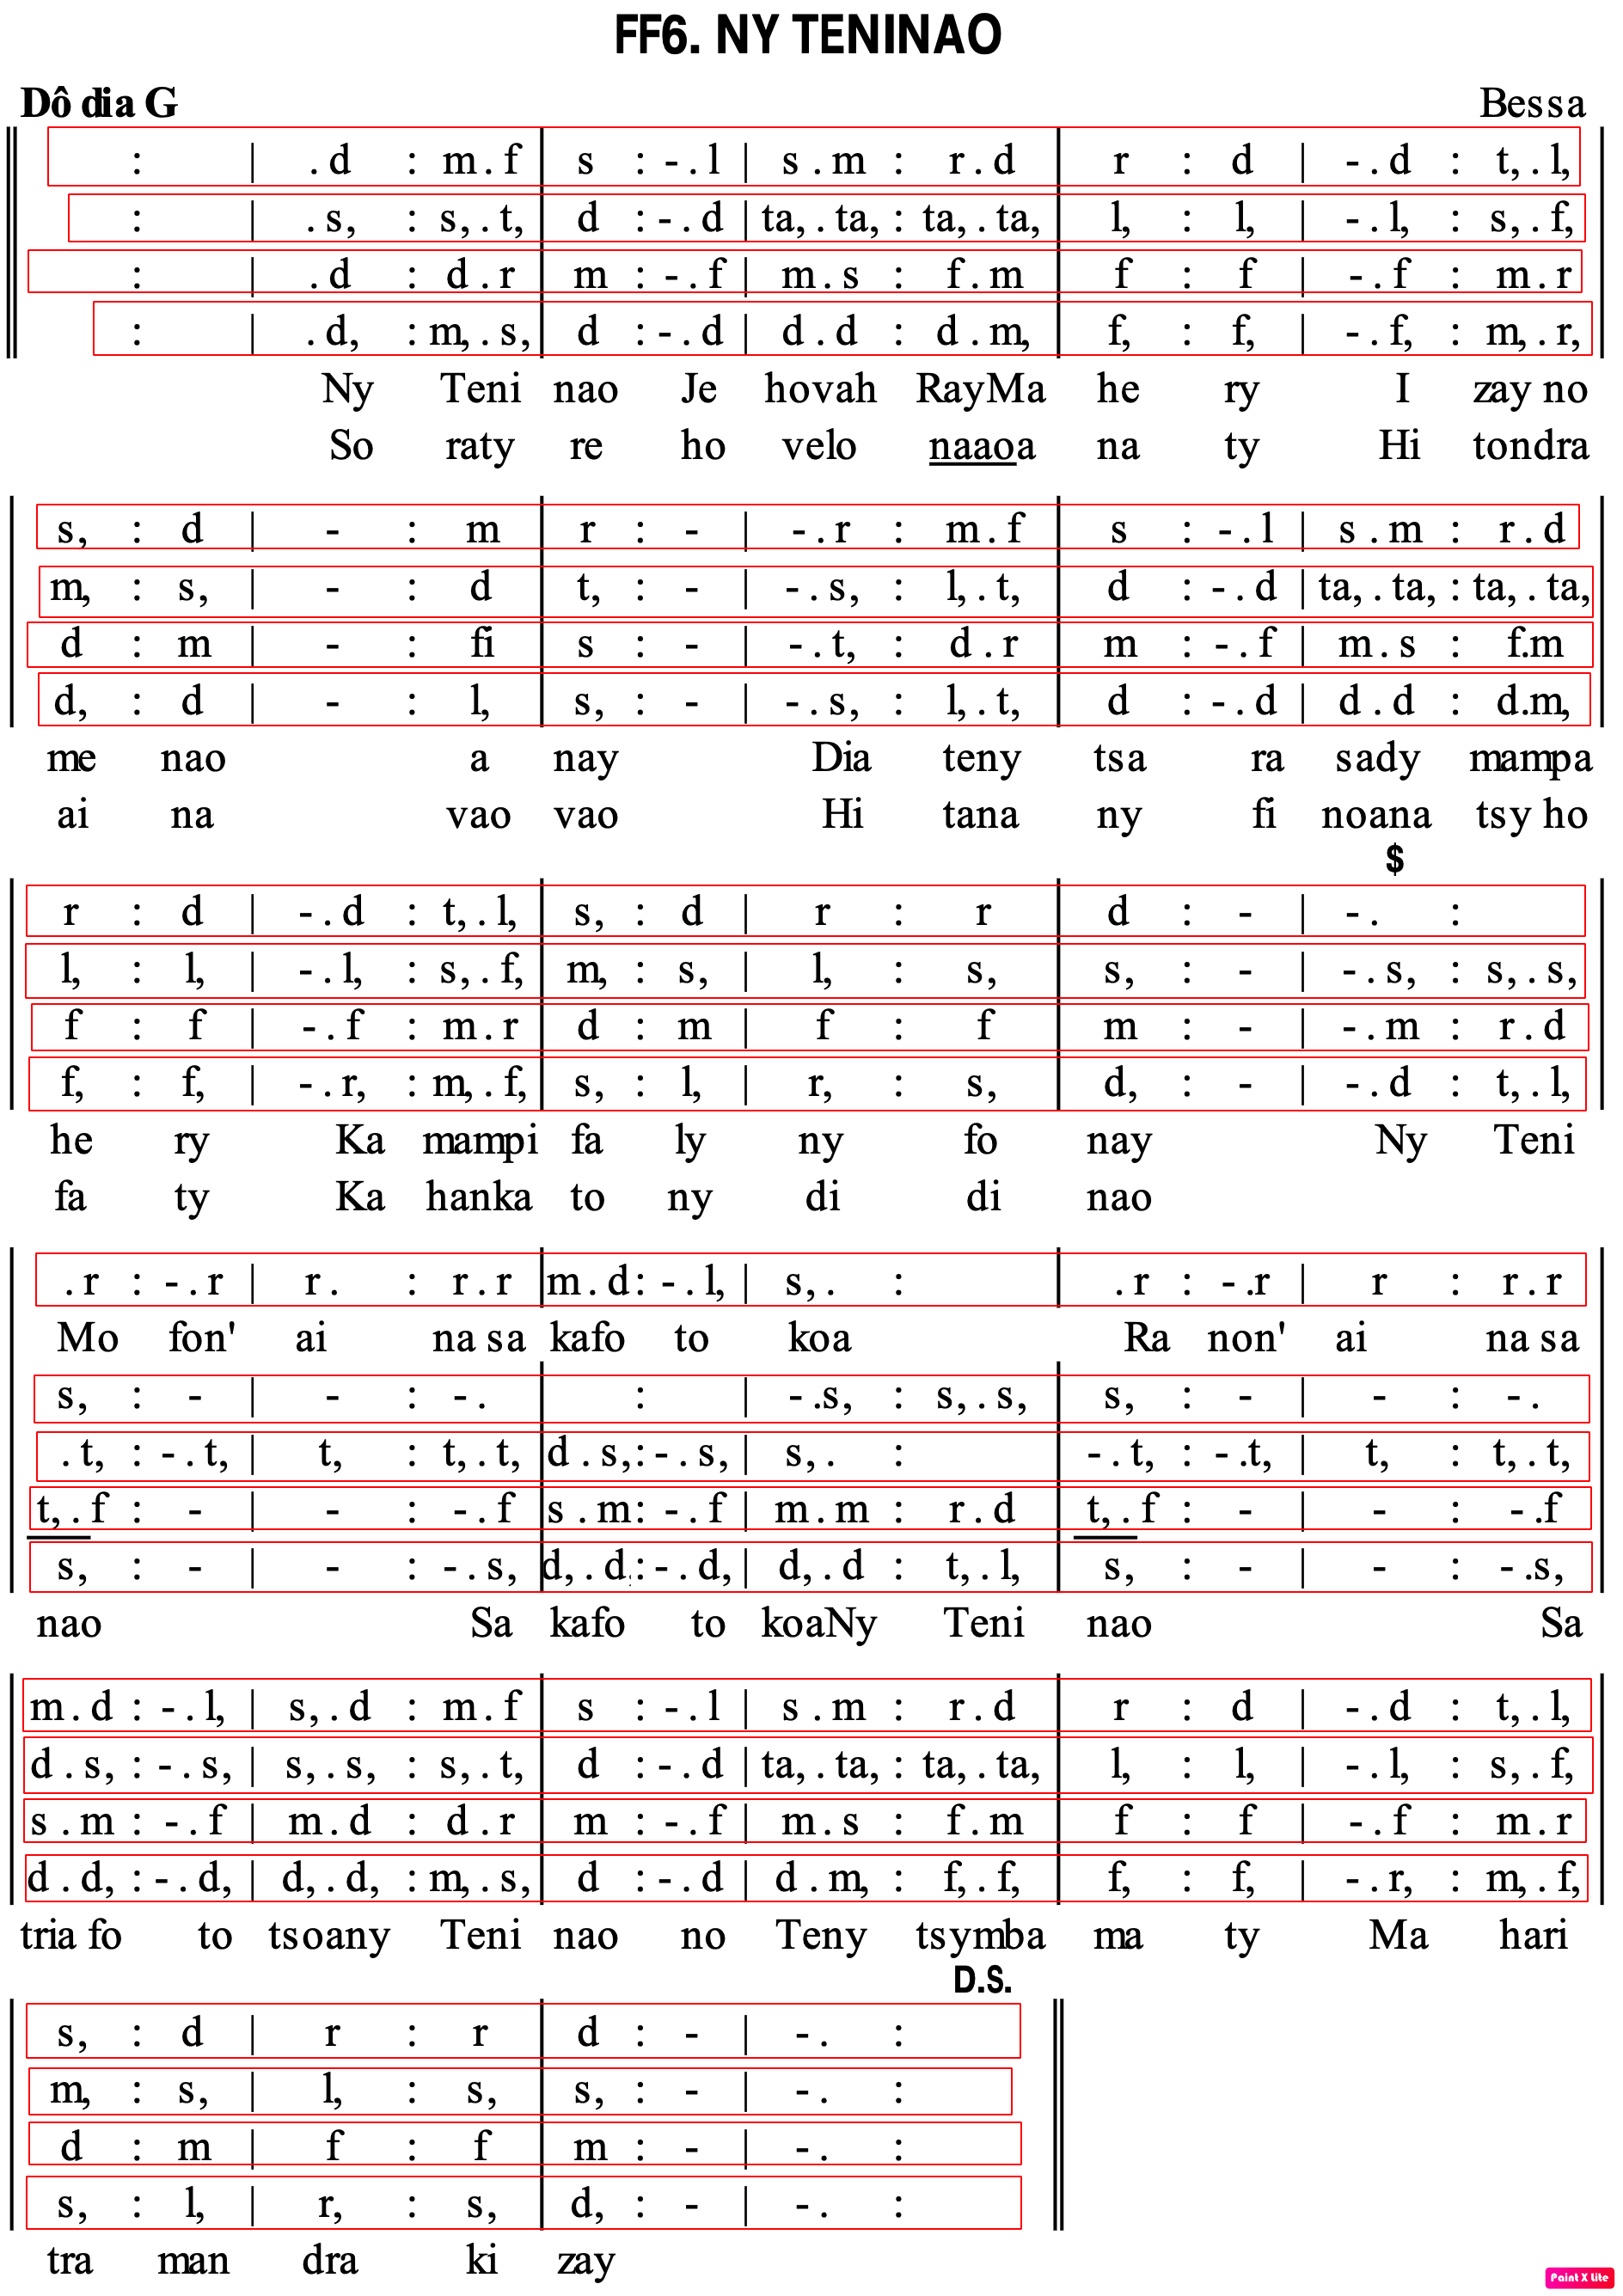 FF6. NY TENINAO
Dô dia G Bessa
: | .d : m.f | s : -.l | s.m : r.d | r : d | -.d : t,.l,
: | .s, : s,.t, | d : -.d | ta,.ta, : ta,.ta, | l, : l, | -.l, : s,.f,
: | .d : d.r | m : -.f | m.s : f.m | f : f | -.f : m.r
: | .d, : m,.s, | d : -.d | d.d : d.m, | f, : f, | -.f, : m,.r,
Ny Teni nao Je hovah RayMa he ry I zay no
So raty re ho velo naaoa na ty Hi tondra
s, : d | - : m | r : - | -.r : m.f | s : -.l | s.m : r.d
m, : s, | - : d | t, : - | -.s, : l,.t, | d : -.d | ta,.ta, : ta,.ta,
d : m | - : fi | s : - | -.t, : d.r | m : -.f | m.s : f.m
d, : d | - : l, | s, : - | -.s, : l,.t, | d : -.d | d.d : d.m,
me nao a nay Dia teny tsa ra sady mampa
ai na vao vao Hi tana ny fi noana tsy ho
$
r : d | -.d : t,.l, | s, : d | r : r | d : - | -. :
l, : l, | -.l, : s,.f, | m, : s, | l, : s, | s, : - | -.s, : s,.s,
f : f | -.f : m.r | d : m | f : f | m : - | -.m : r.d
f, : f, | -.r, : m,.f, | s, : l, | r, : s, | d, : - | -.d : t,.l,
he ry Ka mampi fa ly ny fo nay Ny Teni
fa ty Ka hanka to ny di di nao
.r : -.r | r. : r.r | m.d : -.l, | s,. : | .r : -.r | r : r.r
Mo fon' ai na sa kafo to koa Ra non' ai na sa
s, : - | - : -. | : | -.s, : s,.s, | s, : - | - : -.
.t, : -.t, | t, : t,.t, | d.s, : -.s, | s,. : | -.t, : -.t, | t, : t,.t,
t,.f : - | - : -.f | s.m : -.f | m.m : r.d | t,.f : - | - : -.f
s, : - | - : -.s, | d,.d, : -.d, | d,.d : t,.l, | s, : - | - : -.s,
nao Sa kafo to koaNy Teni nao Sa
m.d : -.l, | s,.d : m.f | s : -.l | s.m : r.d | r : d | -.d : t,.l,
d.s, : -.s, | s,.s, : s,.t, | d : -.d | ta,.ta, : ta,.ta, | l, : l, | -.l, : s,.f,
s.m : -.f | m.d : d.r | m : -.f | m.s : f.m | f : f | -.f : m.r
d.d, : -.d, | d,.d, : m,.s, | d : -.d | d.m, : f,.f, | f, : f, | -.r, : m,.f,
tria fo to tsoany Teni nao no Teny tsymba ma ty Ma hari
D.S.
s, : d | r : r | d : - | -. :
m, : s, | l, : s, | s, : - | -. :
d : m | f : f | m : - | -. :
s, : l, | r, : s, | d, : - | -. :
tra man dra ki zay
Paint X Lite